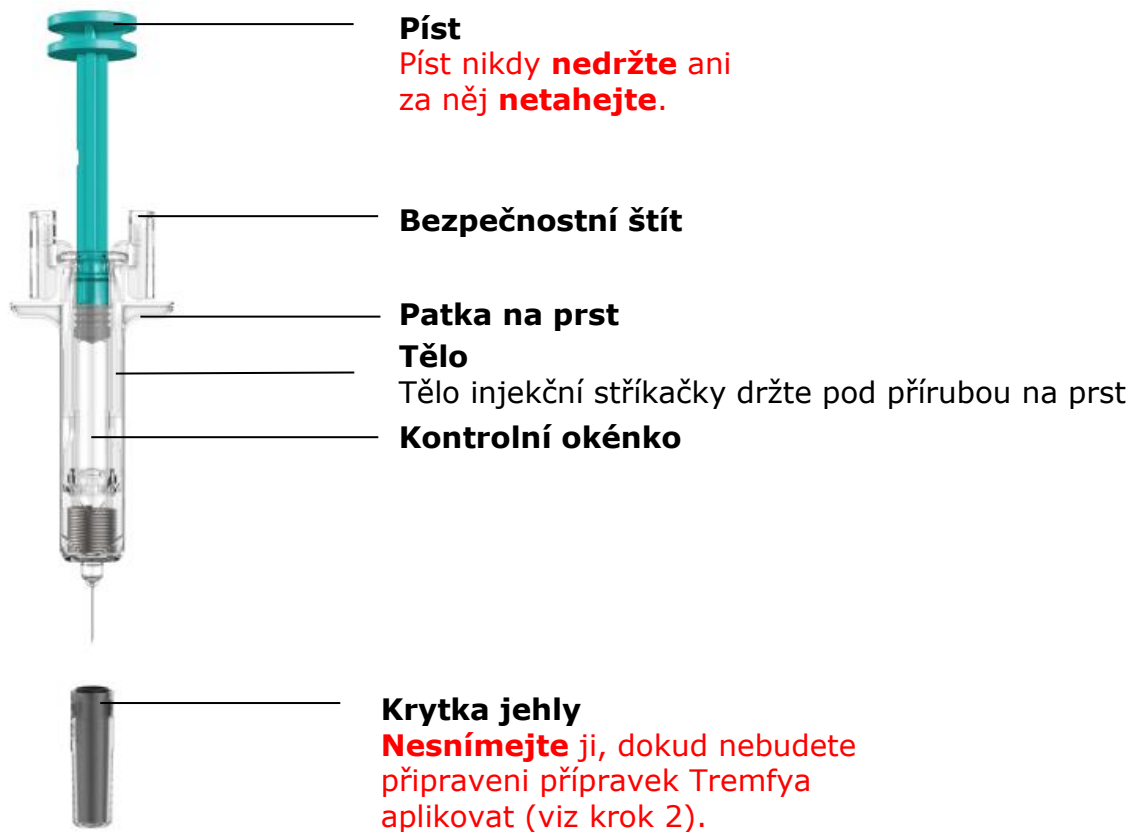 Píst
Píst nikdy nedržte ani
za něj netahejte.
Bezpečnostní štít
Patka na prst
Tělo
Tělo injekční stříkačky držte pod přírubou na prst
Kontrolní okénko
Krytka jehly
Nesnímejte ji, dokud nebudete
připraveni přípravek Tremfya
aplikovat (viz krok 2).